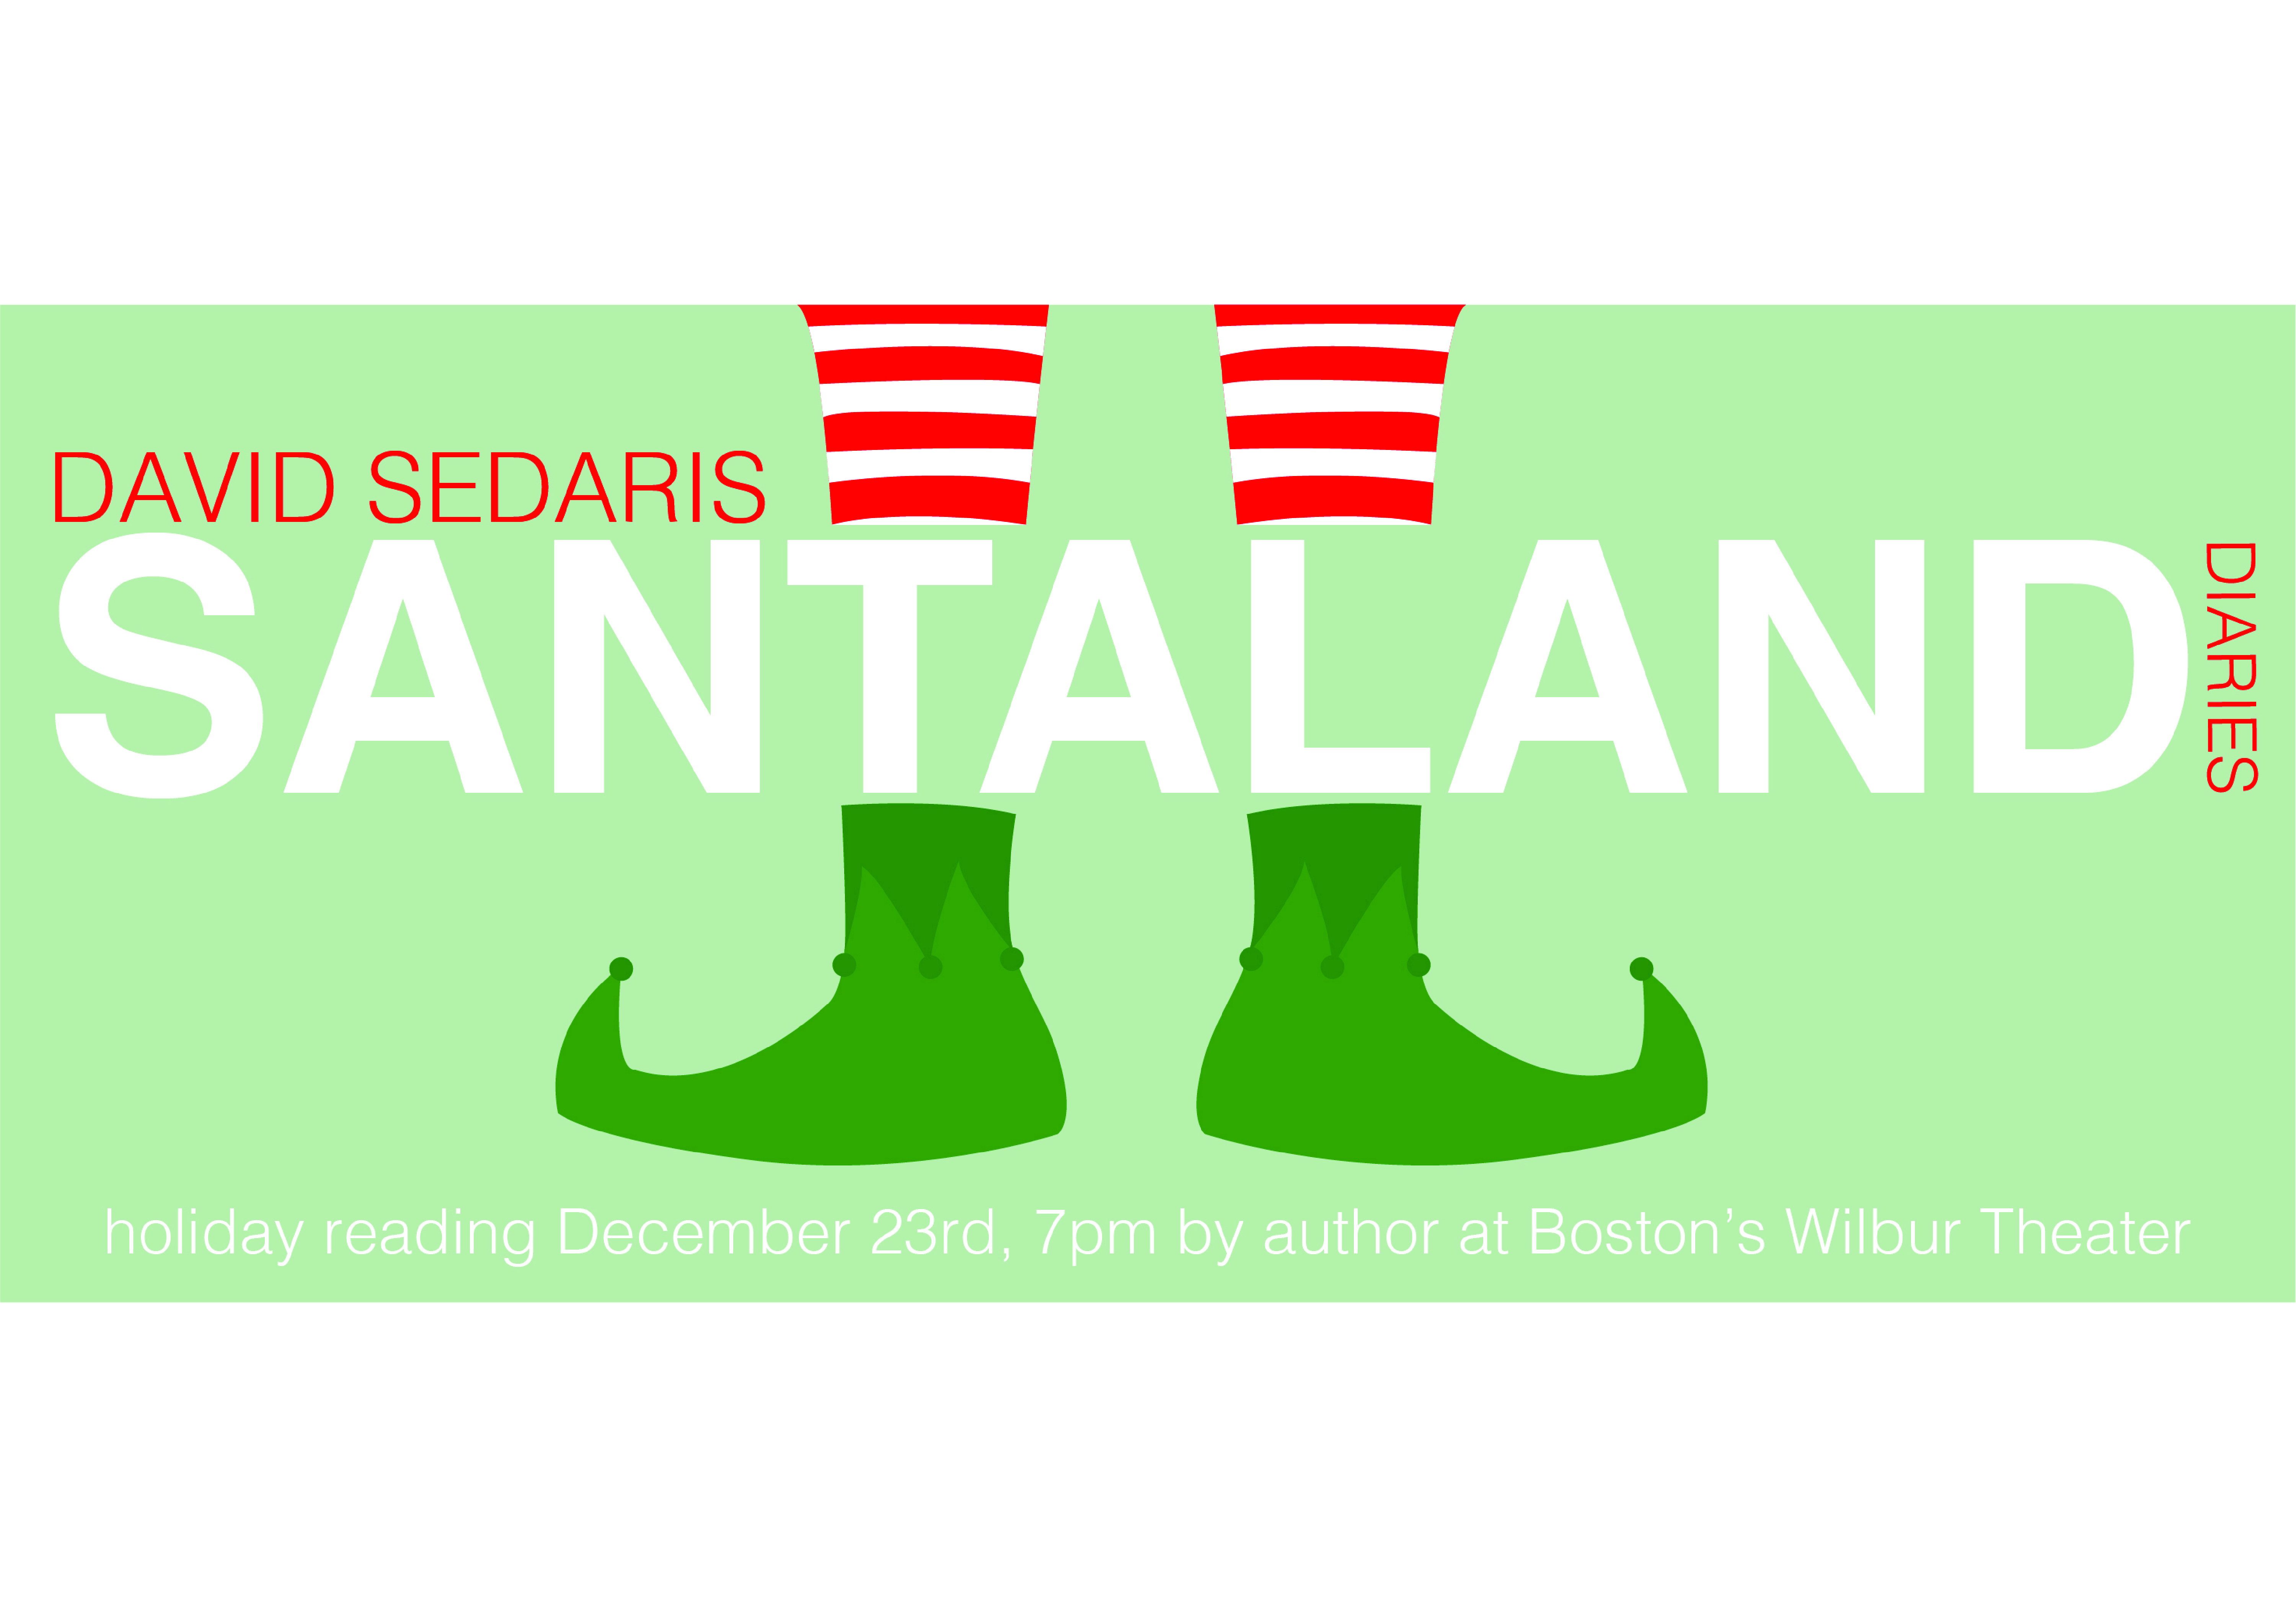 DAVID SEDARIS
SANTALAND
DIARIES
holiday reading December 23rd, 7pm by author at Boston’s Wilbur Theater